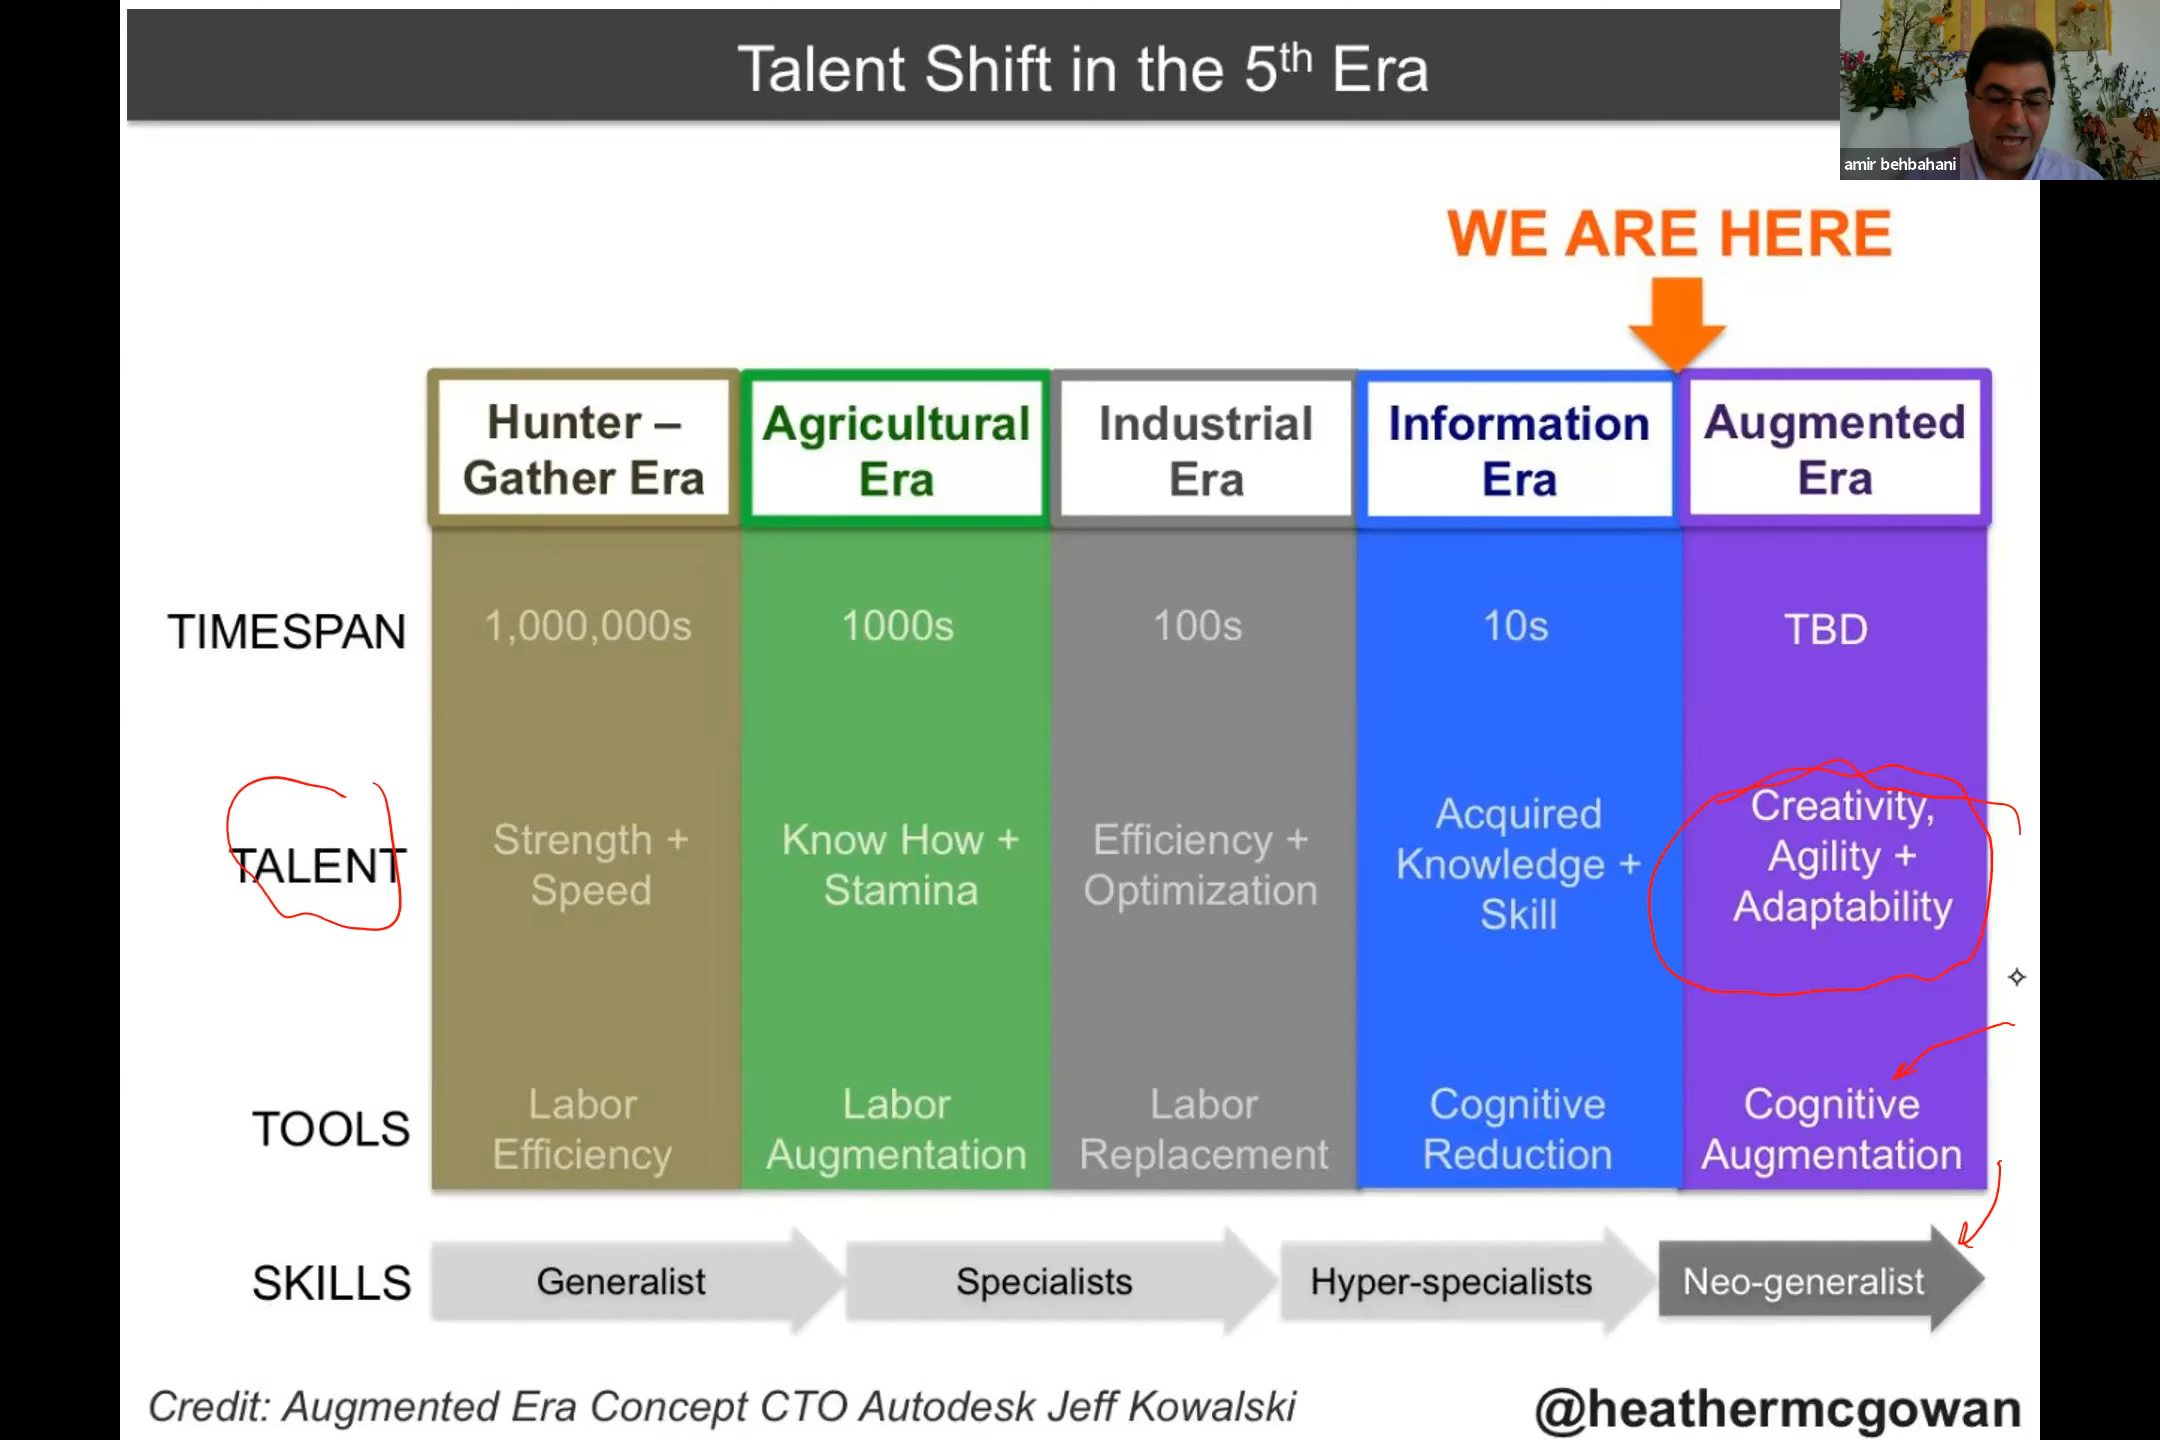 Talent Shift in the 5th Era
amir behbahani
WE ARE HERE
Hunter –
Gather Era
Agricultural
Era
Industrial
Era
Information
Era
Augmented
Era
TIMESPAN
1,000,000s
1000s
100s
10s
TBD
TALENT
Strength +
Speed
Know How +
Stamina
Efficiency +
Optimization
Acquired
Knowledge +
Skill
Creativity,
Agility +
Adaptability
TOOLS
Labor
Efficiency
Labor
Augmentation
Labor
Replacement
Cognitive
Reduction
Cognitive
Augmentation
SKILLS
Generalist
Specialists
Hyper-specialists
Neo-generalist
Credit: Augmented Era Concept CTO Autodesk Jeff Kowalski
@heathermcgowan